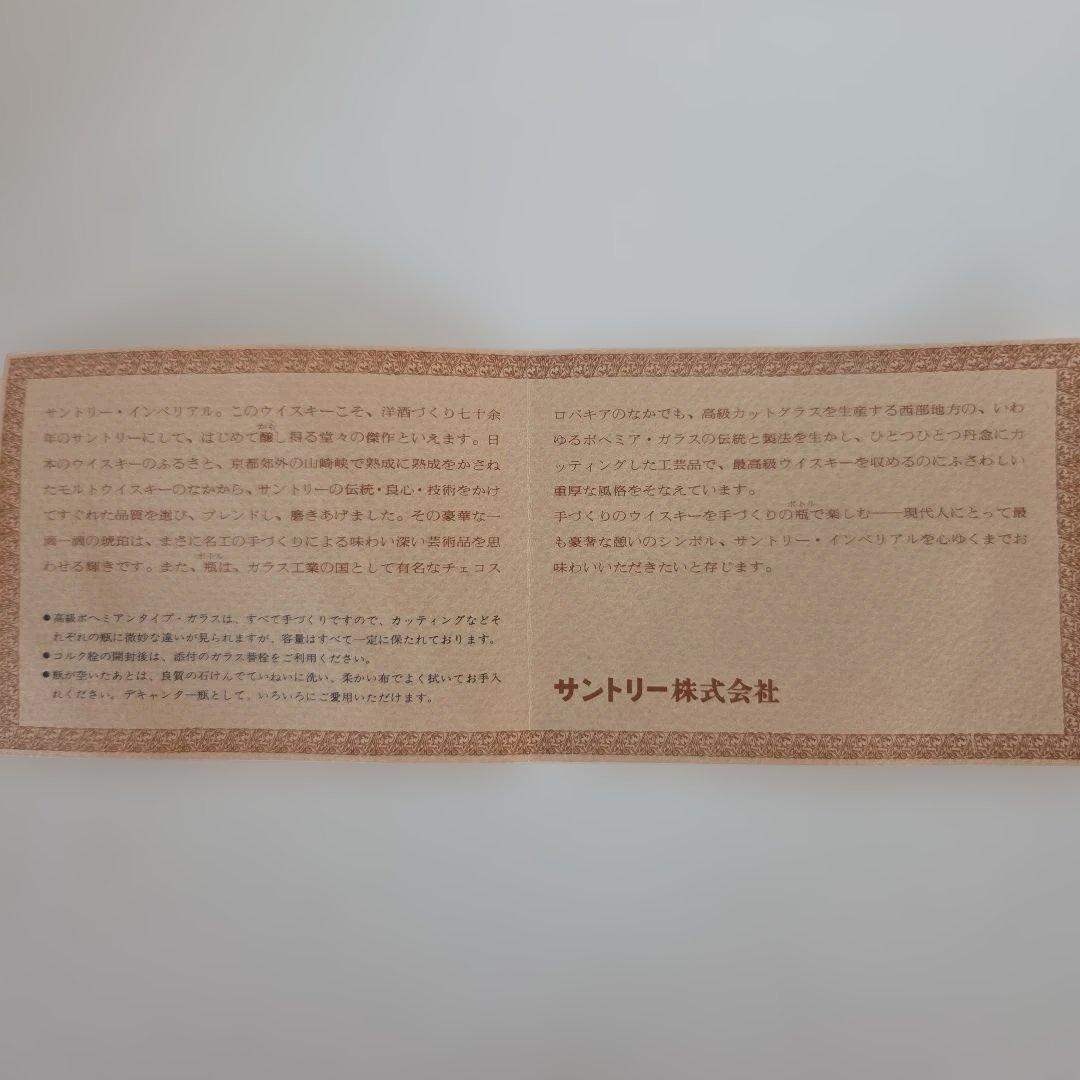 サントリー・インペリアル。このウイスキーこそ、洋酒づくり七十余
年のサントリーにして、はじめて醸し得る堂々の傑作といえます。日
本のウイスキーのふるさと、京都郊外の山崎峡で熟成に熟成をかさね
たモルトウイスキーのなかから、サントリーの伝統・良心・技術をかけ
てすぐれた品質を選び、ブレンドし、磨きあげました。その豪華な一
滴一滴の琥珀は、まさに名工の手づくりによる味わい深い芸術品を思
わせる輝きです。また、瓶は、ガラス工業の国として有名なチェコス
●高級ボヘミアンタイプ・ガラスは、すべて手づくりですので、カッティングなどそ
れぞれの瓶に微妙な違いが見られますが、容量はすべて一定に保たれております。
●コルク栓の開封後は、添付のガラス替栓をご利用ください。
●瓶が空いたあとは、良質の石けんでていねいに洗い、柔かい布でよく拭いてお手入
れください。デキャンター瓶として、いろいろにご愛用いただけます。
ロバキアのなかでも、高級カットグラスを生産する西部地方の、いわ
ゆるボヘミア・ガラスの伝統と製法を生かし、ひとつひとつ丹念にカ
ッティングした工芸品で、最高級ウイスキーを収めるのにふさわしい
重厚な風格をそなえています。
手づくりのウイスキーを手づくりの瓶で楽しむ──現代人にとって最
も豪奢な憩いのシンボル、サントリー・インペリアルを心ゆくまでお
味わいいただきたいと存じます。
サントリー株式会社